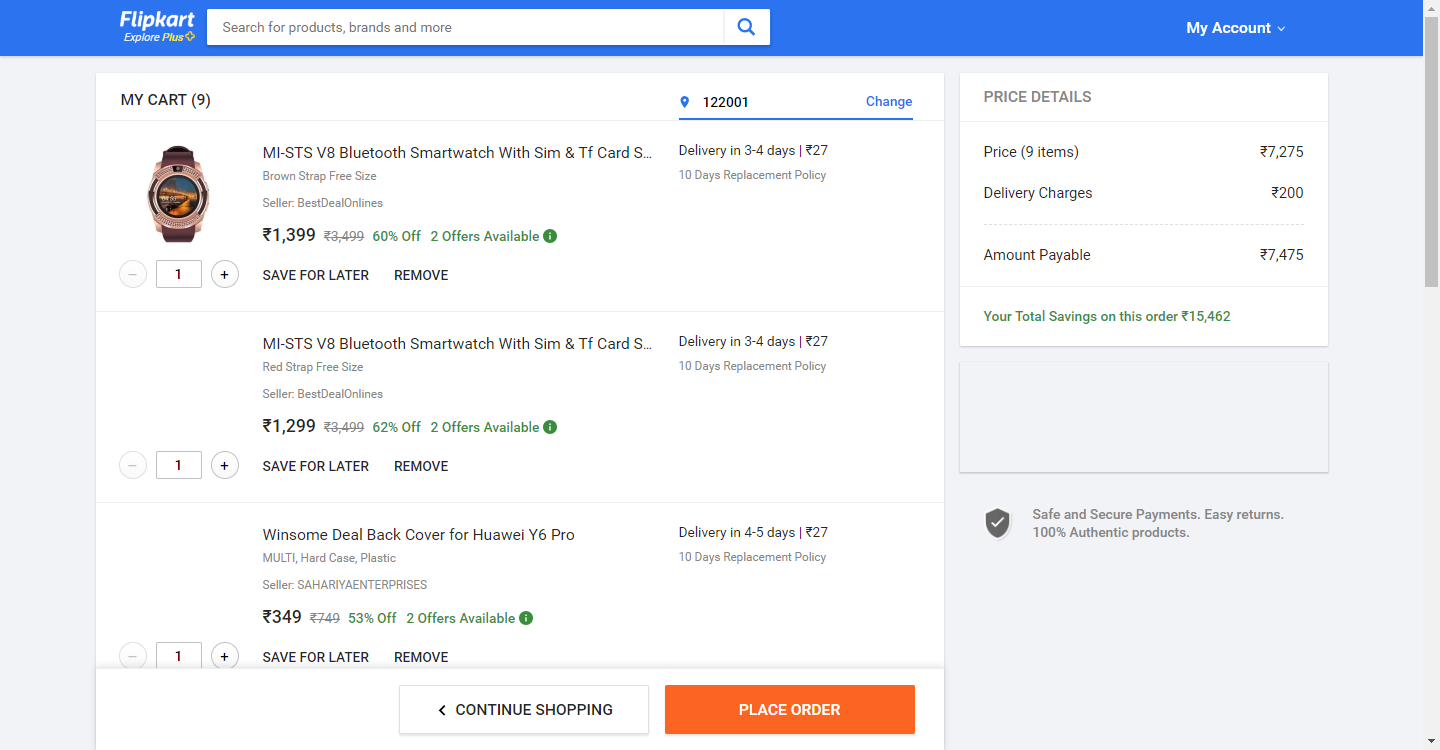 Flipkart
Explore Plus
Search for products, brands and more
My Account
MY CART (9)
122001
Change
MI-STS V8 Bluetooth Smartwatch With Sim & Tf Card S...
Brown Strap Free Size
Seller: BestDealOnlines
₹1,399 ₹3,499 60% Off 2 Offers Available
Delivery in 3-4 days | ₹27
10 Days Replacement Policy
− 1 + SAVE FOR LATER REMOVE
MI-STS V8 Bluetooth Smartwatch With Sim & Tf Card S...
Red Strap Free Size
Seller: BestDealOnlines
₹1,299 ₹3,499 62% Off 2 Offers Available
Delivery in 3-4 days | ₹27
10 Days Replacement Policy
− 1 + SAVE FOR LATER REMOVE
Winsome Deal Back Cover for Huawei Y6 Pro
MULTI, Hard Case, Plastic
Seller: SAHARIYAENTERPRISES
₹349 ₹749 53% Off 2 Offers Available
Delivery in 4-5 days | ₹27
10 Days Replacement Policy
− 1 + SAVE FOR LATER REMOVE
CONTINUE SHOPPING
PLACE ORDER
PRICE DETAILS
Price (9 items) ₹7,275
Delivery Charges ₹200
Amount Payable ₹7,475
Your Total Savings on this order ₹15,462
Safe and Secure Payments. Easy returns.
100% Authentic products.